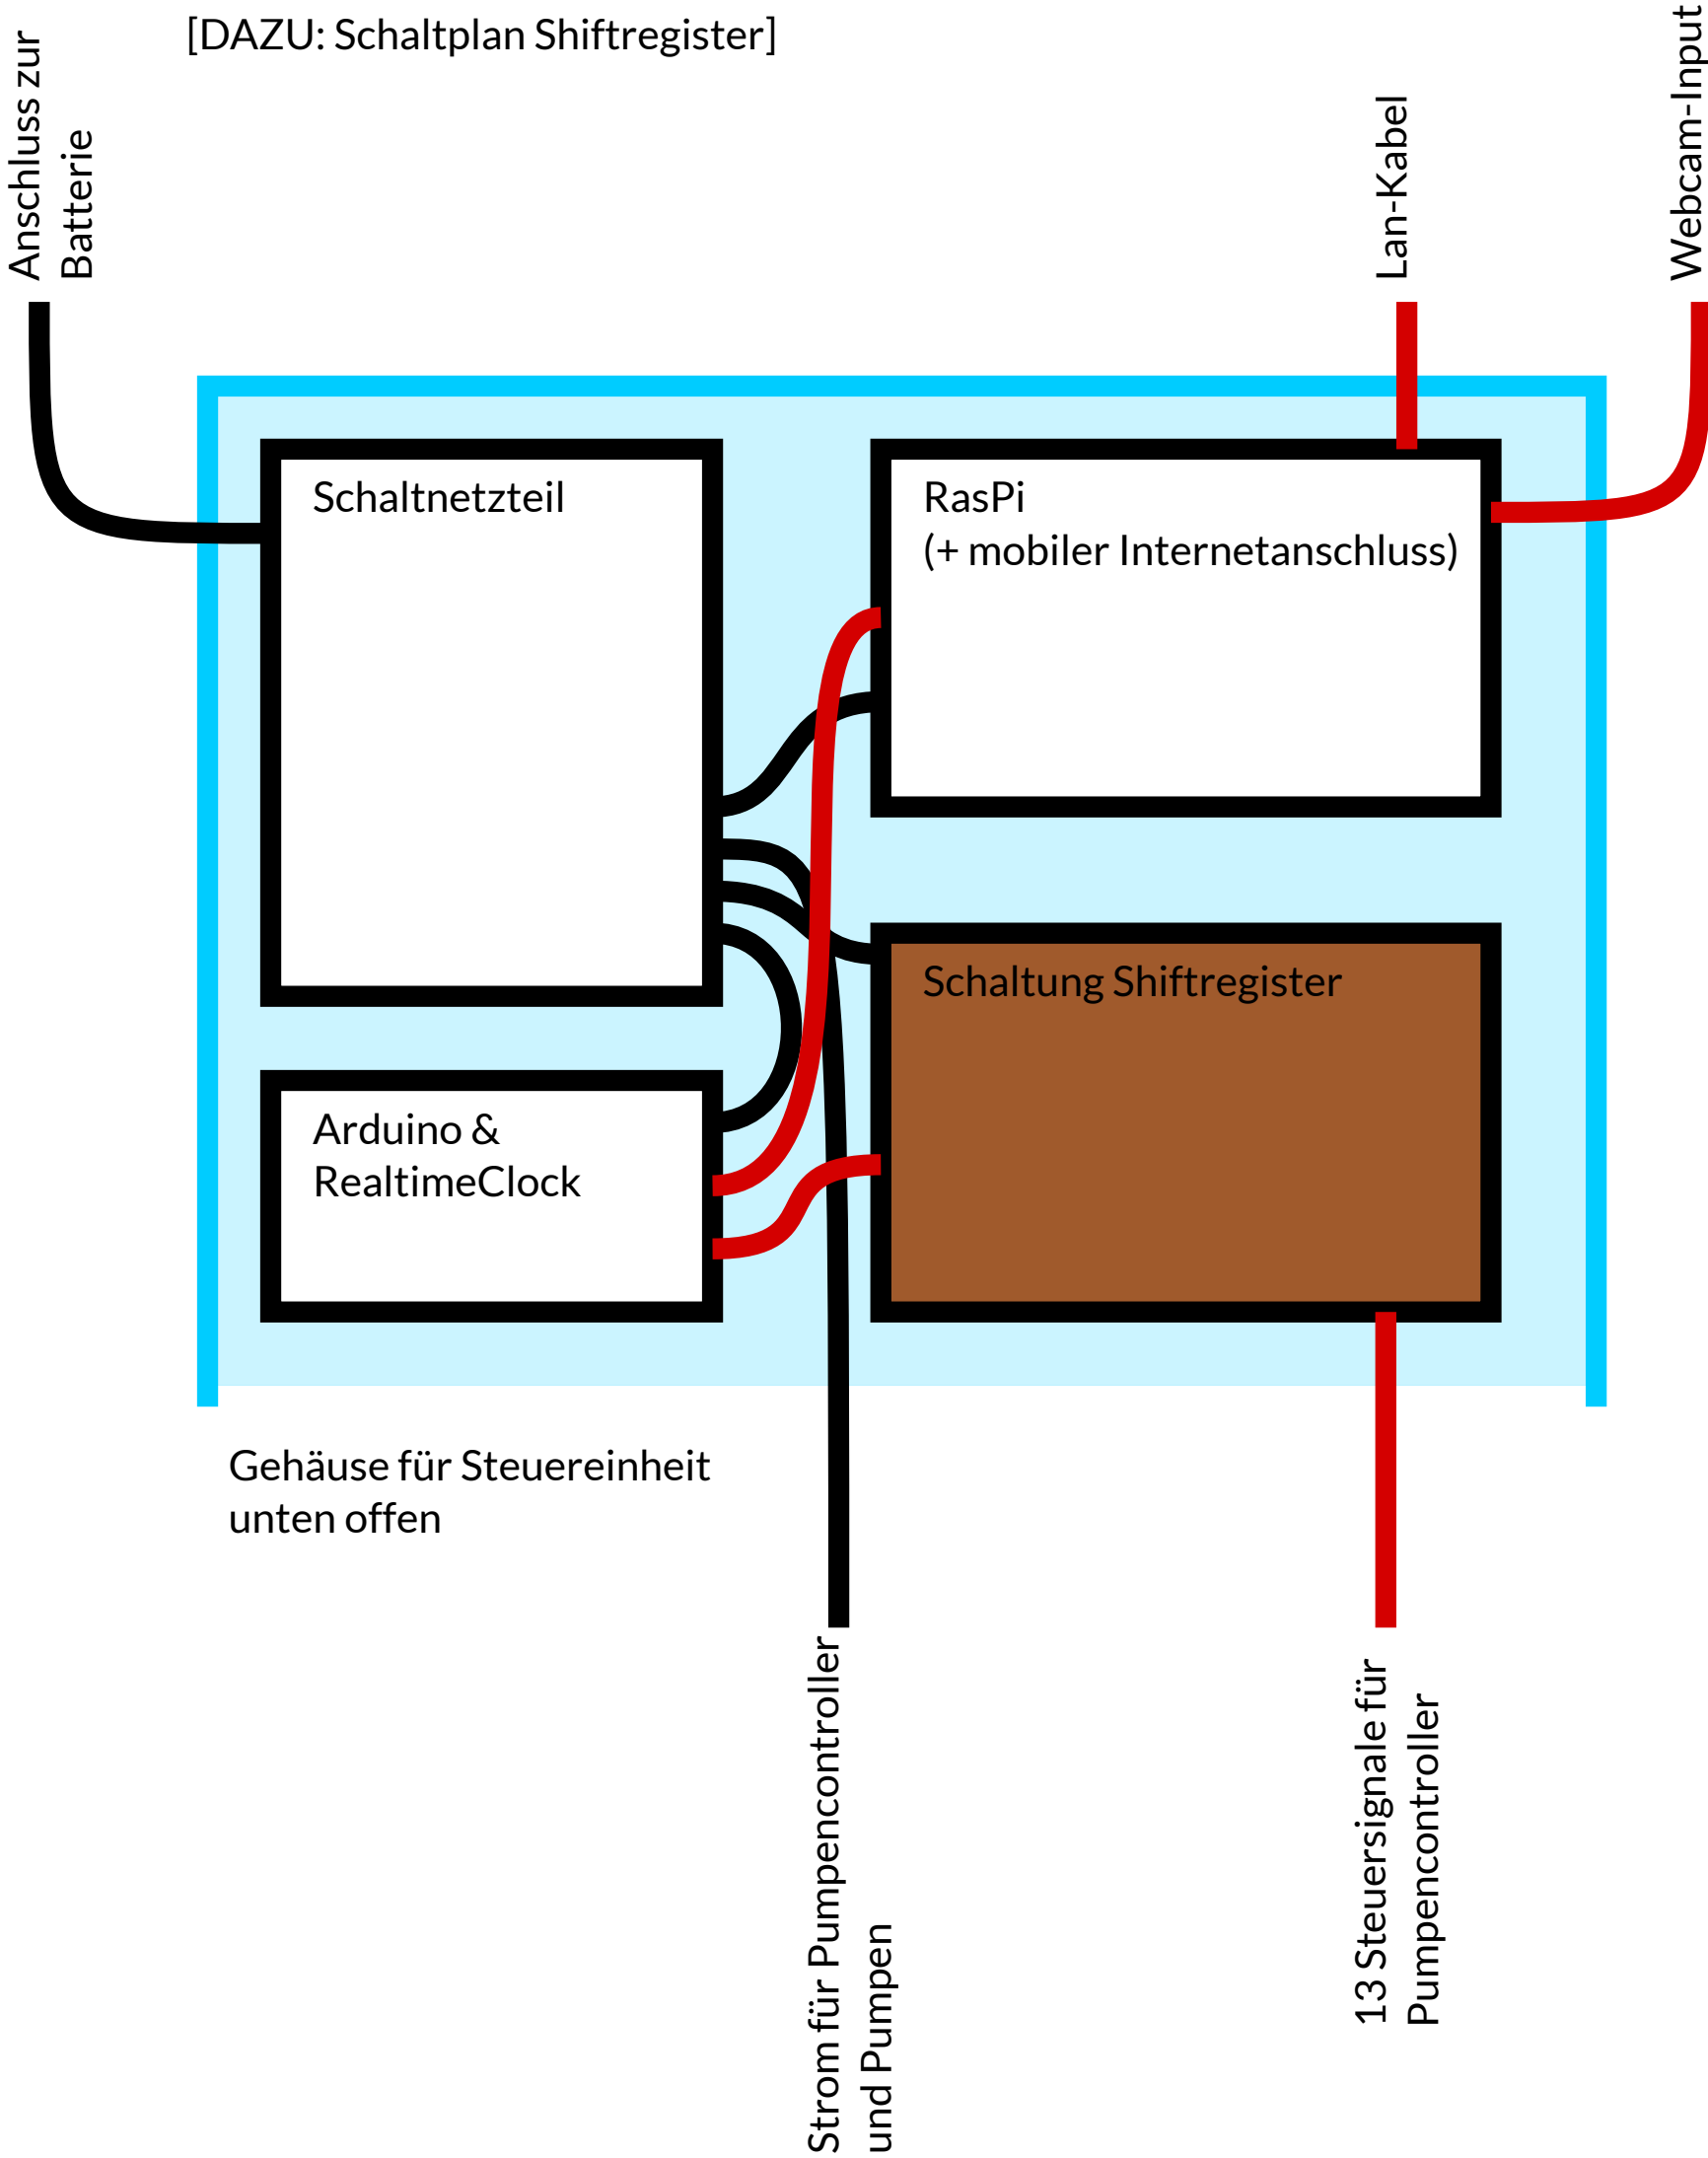 [DAZU: Schaltplan Shiftregister]
Anschluss zur
Batterie
Lan-Kabel
Webcam-Input
Schaltnetzteil
RasPi
(+ mobiler Internetanschluss)
Schaltung Shiftregister
Arduino &
RealtimeClock
Gehäuse für Steuereinheit
unten offen
Strom für Pumpencontroller
und Pumpen
13 Steuersignale für
Pumpencontroller